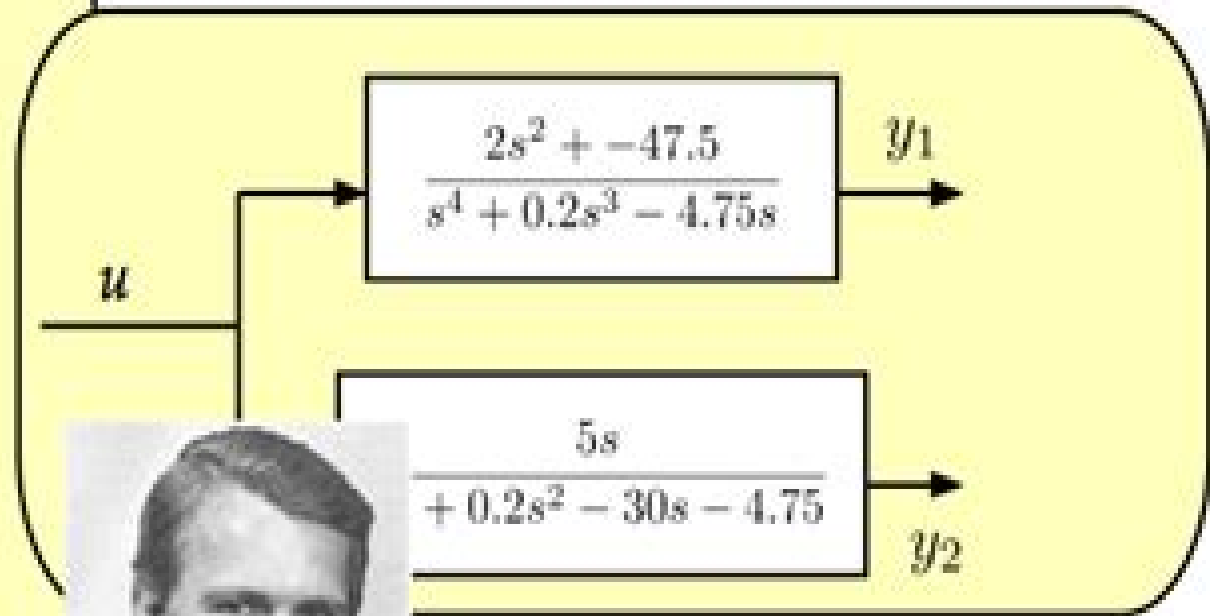 2s² + −47.5
s⁴ + 0.2s³ − 4.75s
y₁
u
5s
+ 0.2s² − 30s − 4.75
y₂